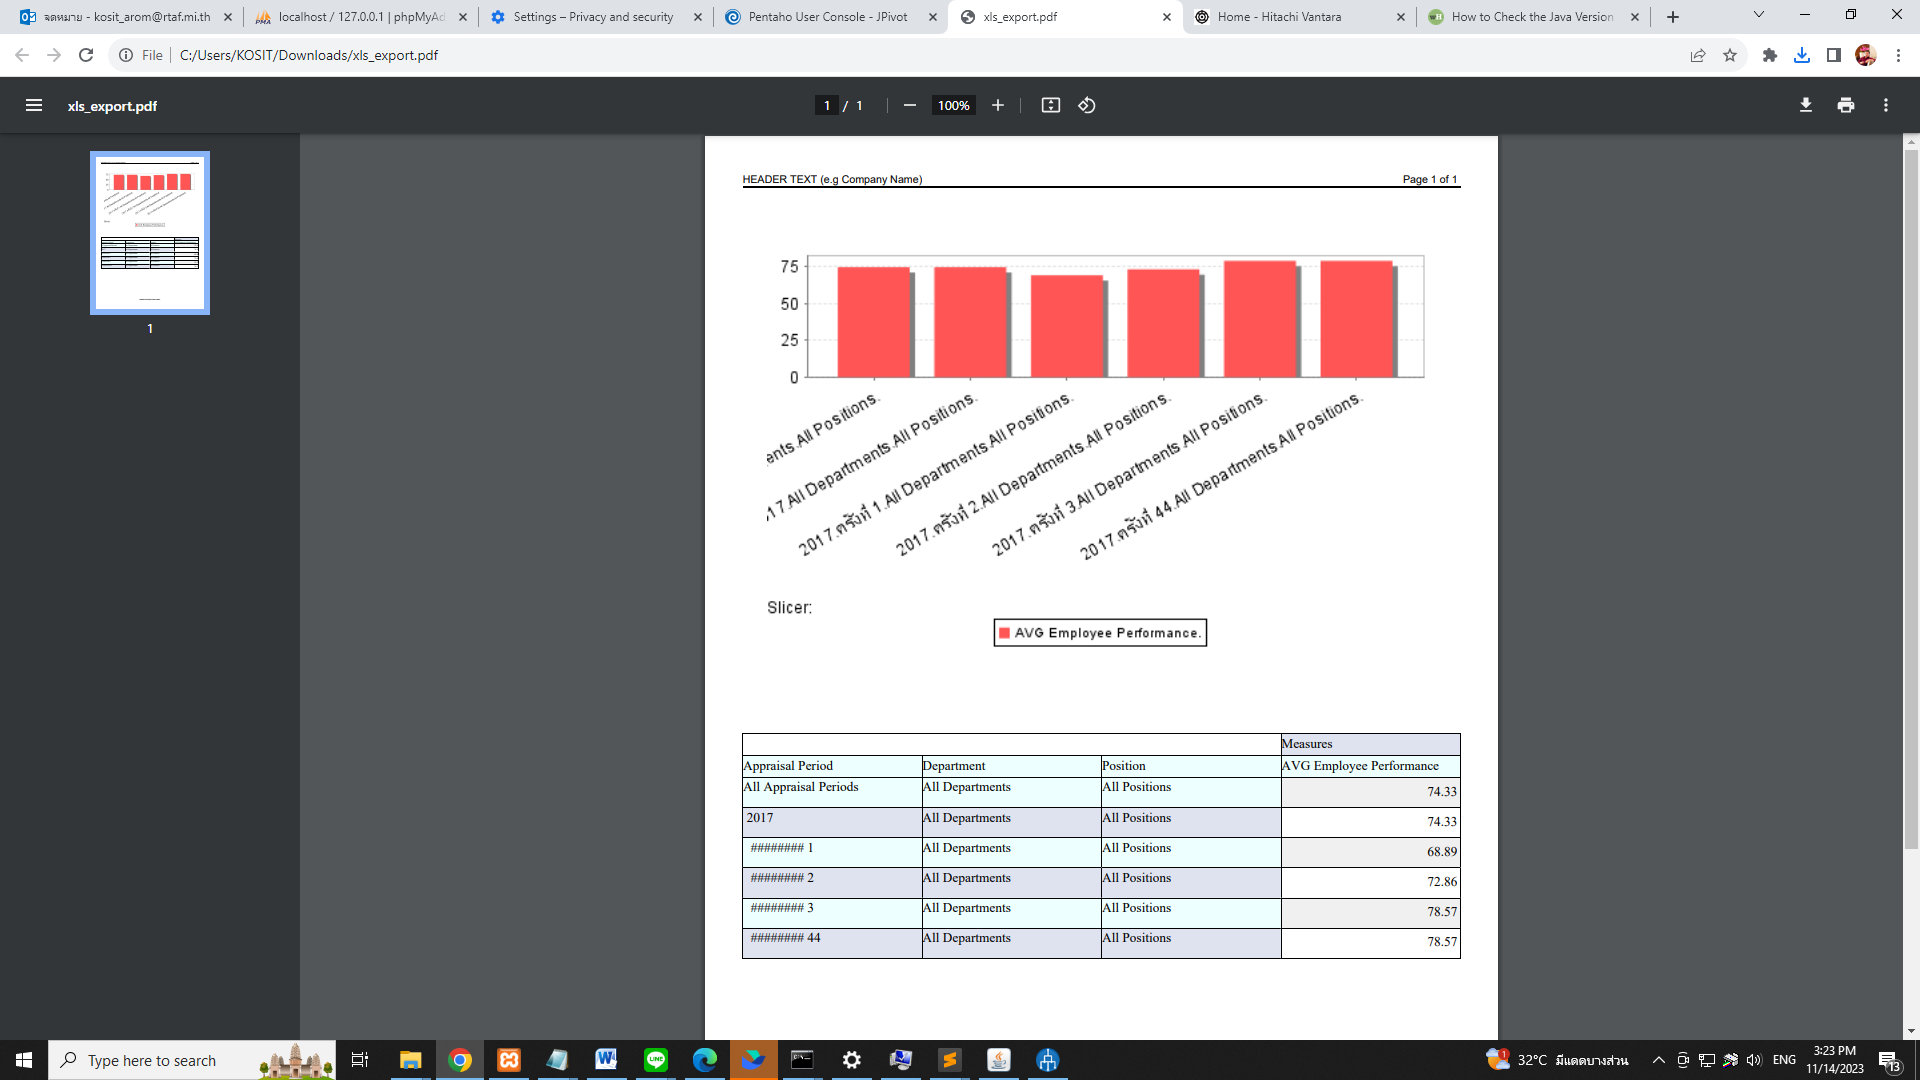 จดหมาย - kosit_arom@rtaf.mi.th
localhost / 127.0.0.1 | phpMyAd
Settings – Privacy and security
Pentaho User Console - JPivot
xls_export.pdf
Home - Hitachi Vantara
How to Check the Java Version
File
C:/Users/KOSIT/Downloads/xls_export.pdf
xls_export.pdf
1 / 1
100%
1
HEADER TEXT (e.g Company Name)
Page 1 of 1
75
50
25
0
ents.All Positions.
17.All Departments.All Positions.
2017.ครั้งที่ 1.All Departments.All Positions.
2017.ครั้งที่ 2.All Departments.All Positions.
2017.ครั้งที่ 3.All Departments.All Positions.
2017.ครั้งที่ 44.All Departments.All Positions.
Slicer:
AVG Employee Performance.
Measures
Appraisal Period Department Position AVG Employee Performance
All Appraisal Periods All Departments All Positions 74.33
2017 All Departments All Positions 74.33
######## 1 All Departments All Positions 68.89
######## 2 All Departments All Positions 72.86
######## 3 All Departments All Positions 78.57
######## 44 All Departments All Positions 78.57
Type here to search
1
32°C มีแดดบางส่วน
ENG
3:23 PM
11/14/2023
13